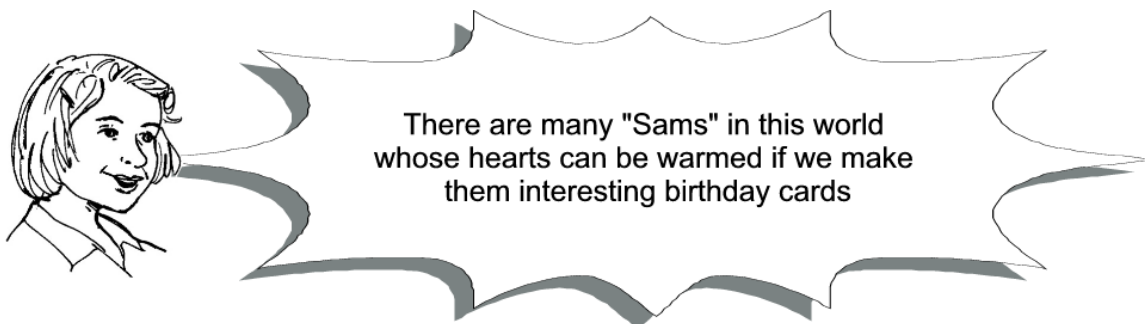 There are many "Sams" in this world
whose hearts can be warmed if we make
them interesting birthday cards